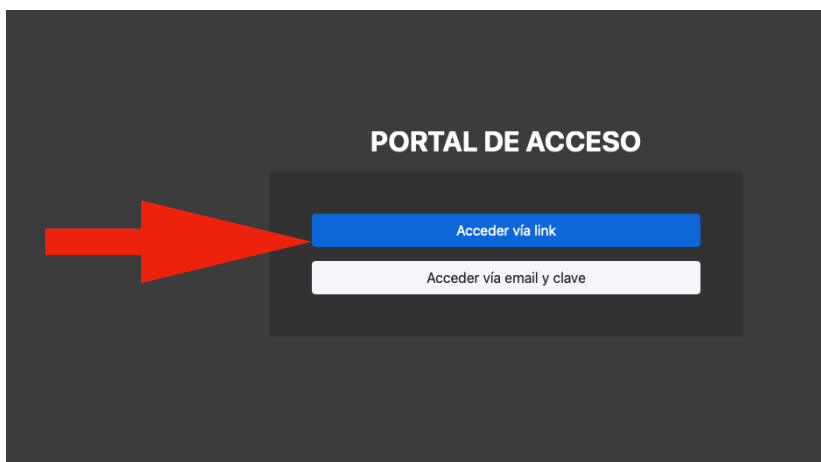 PORTAL DE ACCESO
Acceder vía link
Acceder vía email y clave